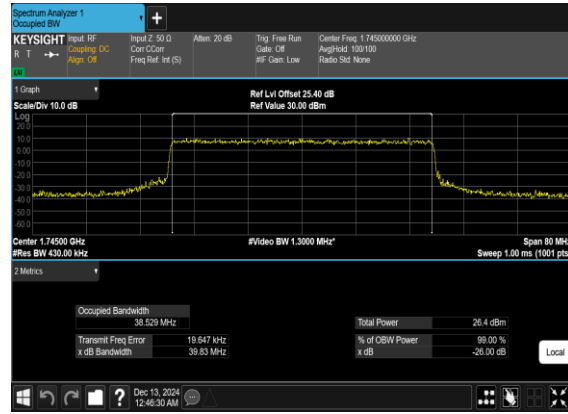 Spectrum Analyzer 1
Occupied BW
+
KEYSIGHT Input: RF Input Z: 50 Ω Atten: 20 dB Trig: Free Run Center Freq: 1.745000000 GHz
R T Coupling: DC Corr CCorr Gate: Off Avg|Hold: 100/100
Align: Off Freq Ref: Int (S) #IF Gain: Low Radio Std: None
LXI
1 Graph
Ref Lvl Offset 25.40 dB
Scale/Div 10.0 dB Ref Value 30.00 dBm
Log
20.0
10.0
0.00
-10.0
-20.0
-30.0
-40.0
-50.0
-60.0
Center 1.74500 GHz #Video BW 1.3000 MHz* Span 80 MHz
#Res BW 430.00 kHz Sweep 1.00 ms (1001 pts)
2 Metrics
Occupied Bandwidth
38.529 MHz Total Power 26.4 dBm
Transmit Freq Error 19.647 kHz % of OBW Power 99.00 %
x dB Bandwidth 39.83 MHz x dB -26.00 dB
Local
? Dec 13, 2024
12:46:30 AM